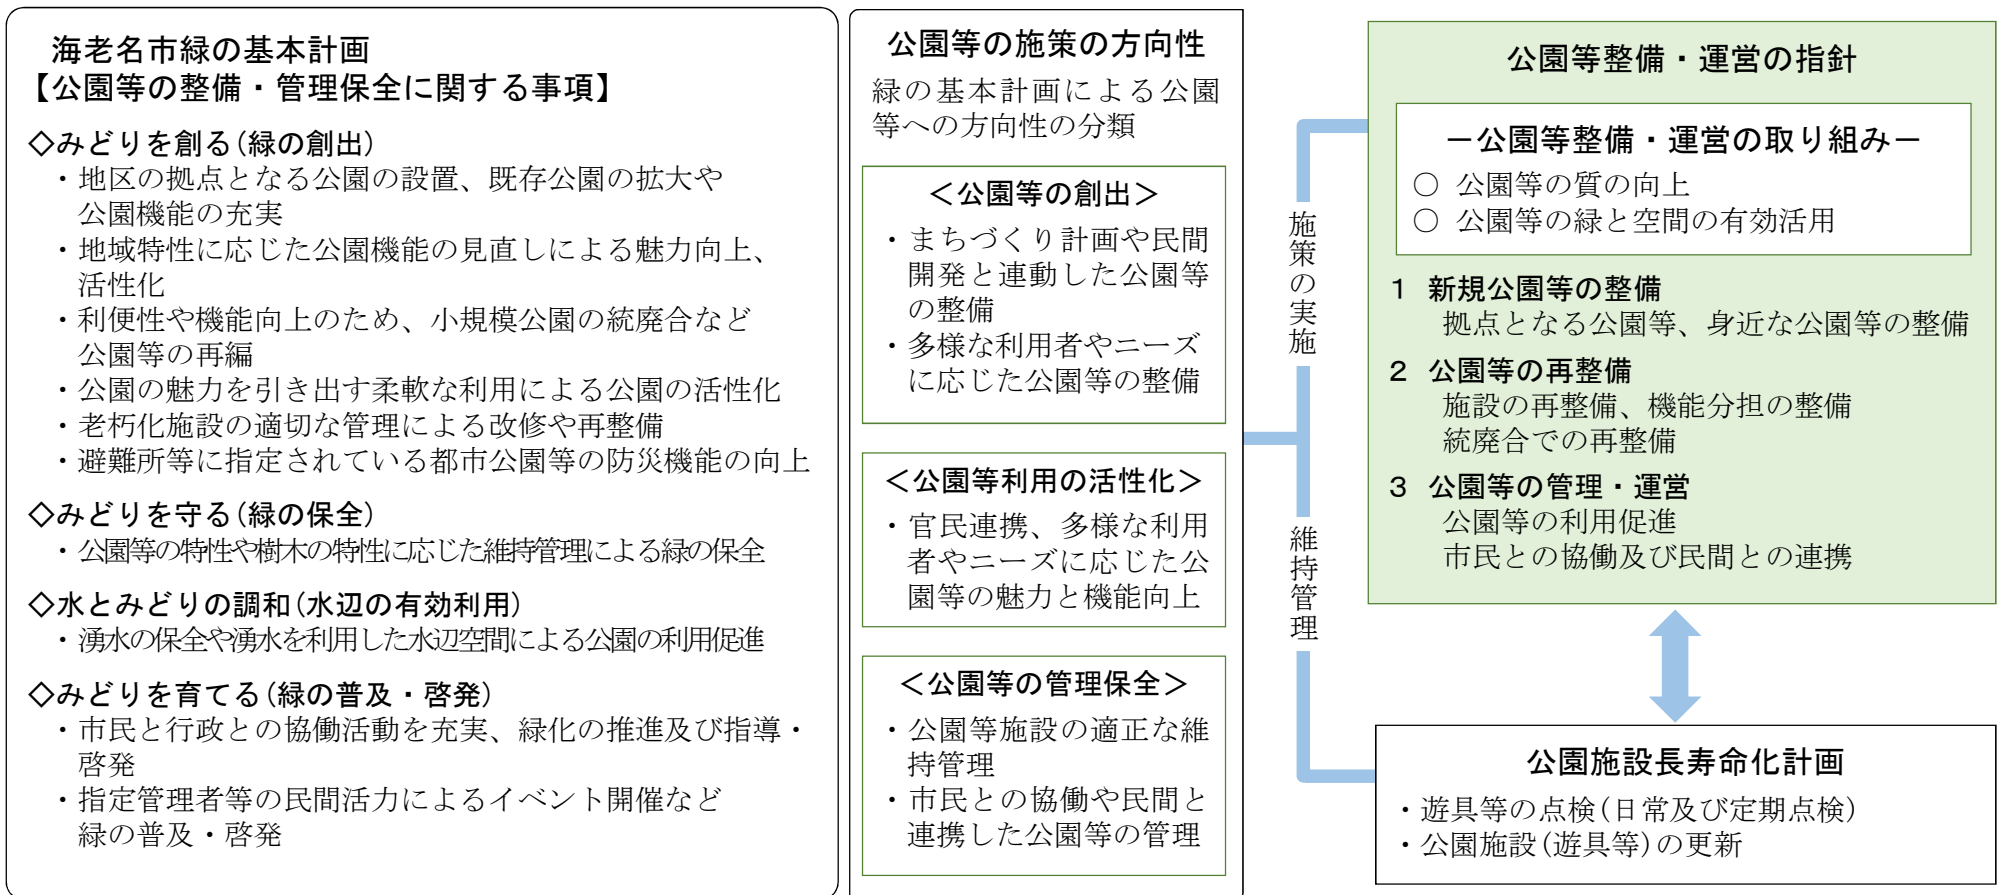 海老名市緑の基本計画
【公園等の整備・管理保全に関する事項】
◇みどりを創る(緑の創出)
・地区の拠点となる公園の設置、既存公園の拡大や
公園機能の充実
・地域特性に応じた公園機能の見直しによる魅力向上、
活性化
・利便性や機能向上のため、小規模公園の統廃合など
公園等の再編
・公園の魅力を引き出す柔軟な利用による公園の活性化
・老朽化施設の適切な管理による改修や再整備
・避難所等に指定されている都市公園等の防災機能の向上
◇みどりを守る(緑の保全)
・公園等の特性や樹木の特性に応じた維持管理による緑の保全
◇水とみどりの調和(水辺の有効利用)
・湧水の保全や湧水を利用した水辺空間による公園の利用促進
◇みどりを育てる(緑の普及・啓発)
・市民と行政との協働活動を充実、緑化の推進及び指導・
啓発
・指定管理者等の民間活力によるイベント開催など
緑の普及・啓発
公園等の施策の方向性
緑の基本計画による公園
等への方向性の分類
＜公園等の創出＞
・まちづくり計画や民間
開発と連動した公園等
の整備
・多様な利用者やニーズ
に応じた公園等の整備
＜公園等利用の活性化＞
・官民連携、多様な利用
者やニーズに応じた公
園等の魅力と機能向上
＜公園等の管理保全＞
・公園等施設の適正な維
持管理
・市民との協働や民間と
連携した公園等の管理
施策の実施
維持管理
公園等整備・運営の指針
－公園等整備・運営の取り組み－
○ 公園等の質の向上
○ 公園等の緑と空間の有効活用
１ 新規公園等の整備
拠点となる公園等、身近な公園等の整備
２ 公園等の再整備
施設の再整備、機能分担の整備
統廃合での再整備
３ 公園等の管理・運営
公園等の利用促進
市民との協働及び民間との連携
公園施設長寿命化計画
・遊具等の点検(日常及び定期点検)
・公園施設(遊具等)の更新